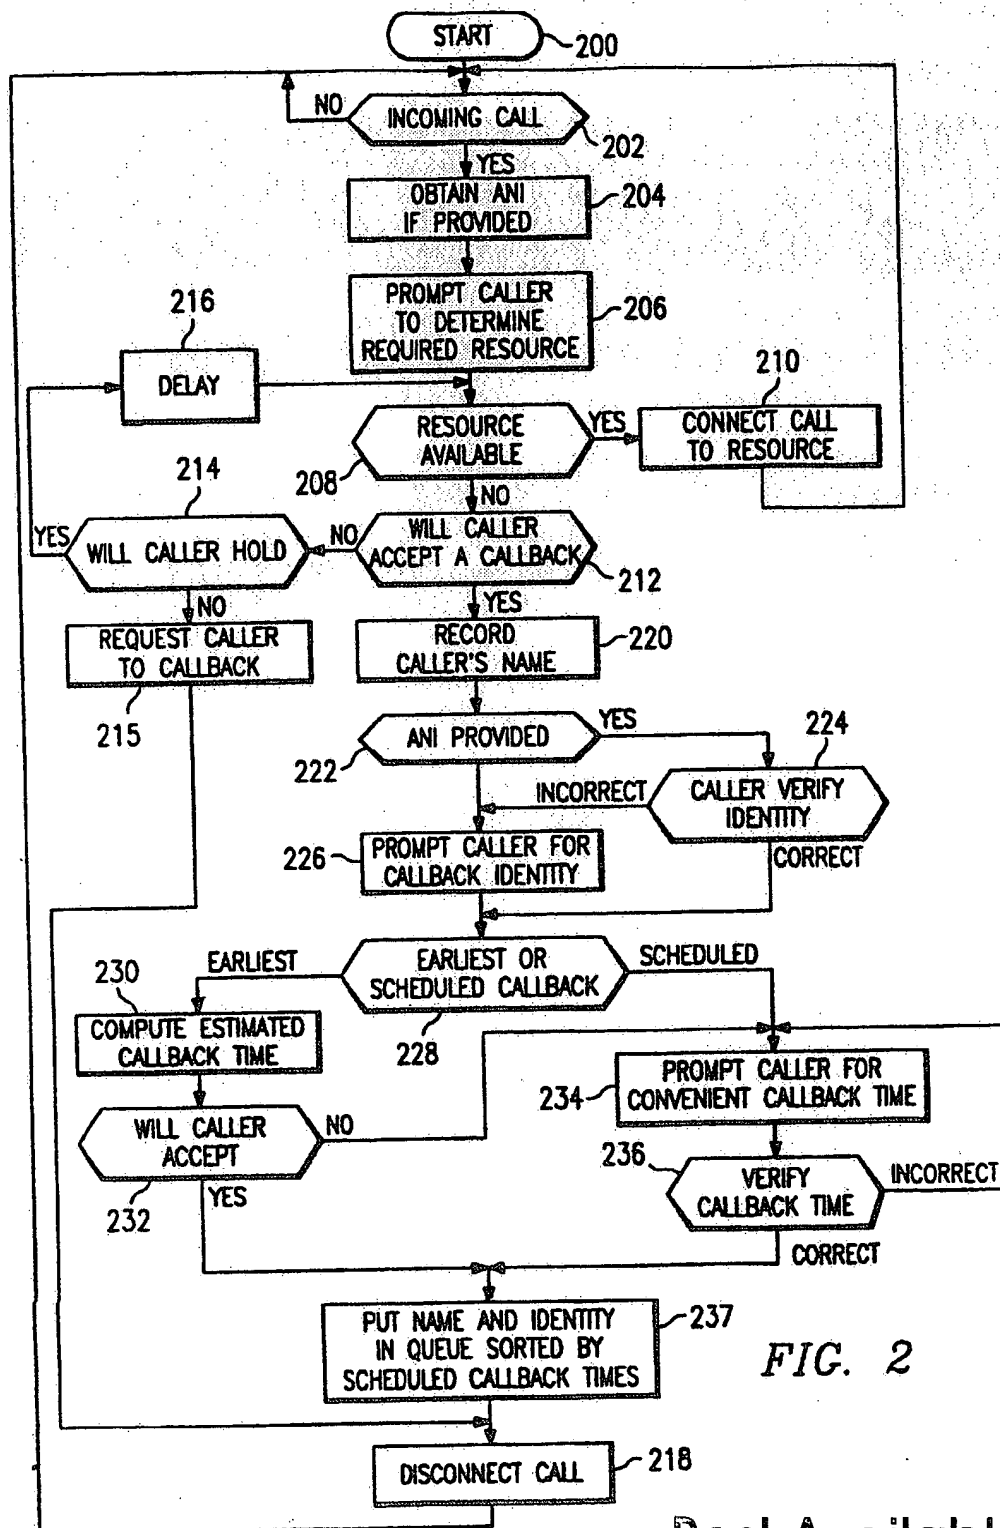 START
200
NO
INCOMING CALL
202
YES
OBTAIN ANI
IF PROVIDED
204
PROMPT CALLER
TO DETERMINE
REQUIRED RESOURCE
206
216
DELAY
210
RESOURCE
AVAILABLE
YES
CONNECT CALL
TO RESOURCE
208
214
NO
YES
WILL CALLER HOLD
NO
WILL CALLER
ACCEPT A CALLBACK
212
NO
YES
REQUEST CALLER
TO CALLBACK
215
RECORD
CALLER'S NAME
220
ANI PROVIDED
YES
222
224
INCORRECT
CALLER VERIFY
IDENTITY
226
PROMPT CALLER FOR
CALLBACK IDENTITY
CORRECT
230
EARLIEST
EARLIEST OR
SCHEDULED CALLBACK
SCHEDULED
228
COMPUTE ESTIMATED
CALLBACK TIME
234
PROMPT CALLER FOR
CONVENIENT CALLBACK TIME
WILL CALLER
ACCEPT
NO
232
YES
236
VERIFY
CALLBACK TIME
INCORRECT
CORRECT
PUT NAME AND IDENTITY
IN QUEUE SORTED BY
SCHEDULED CALLBACK TIMES
237
FIG. 2
DISCONNECT CALL
218